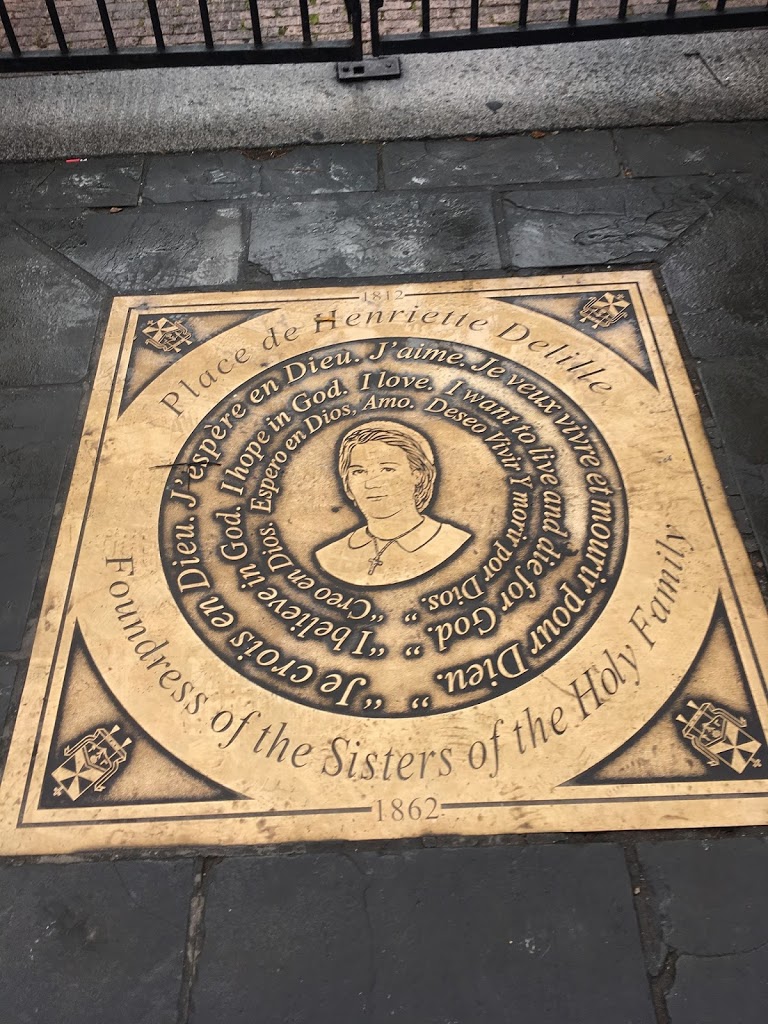 1812
Place de Henriette Delille
"Je crois en Dieu. J'espère en Dieu. J'aime. Je veux vivre et mourir pour Dieu."
"I believe in God. I hope in God. I love. I want to live and die for God."
"Creo en Dios. Espero en Dios, Amo. Deseo Vivir Y morir por Dios."
Foundress of the Sisters of the Holy Family
1862